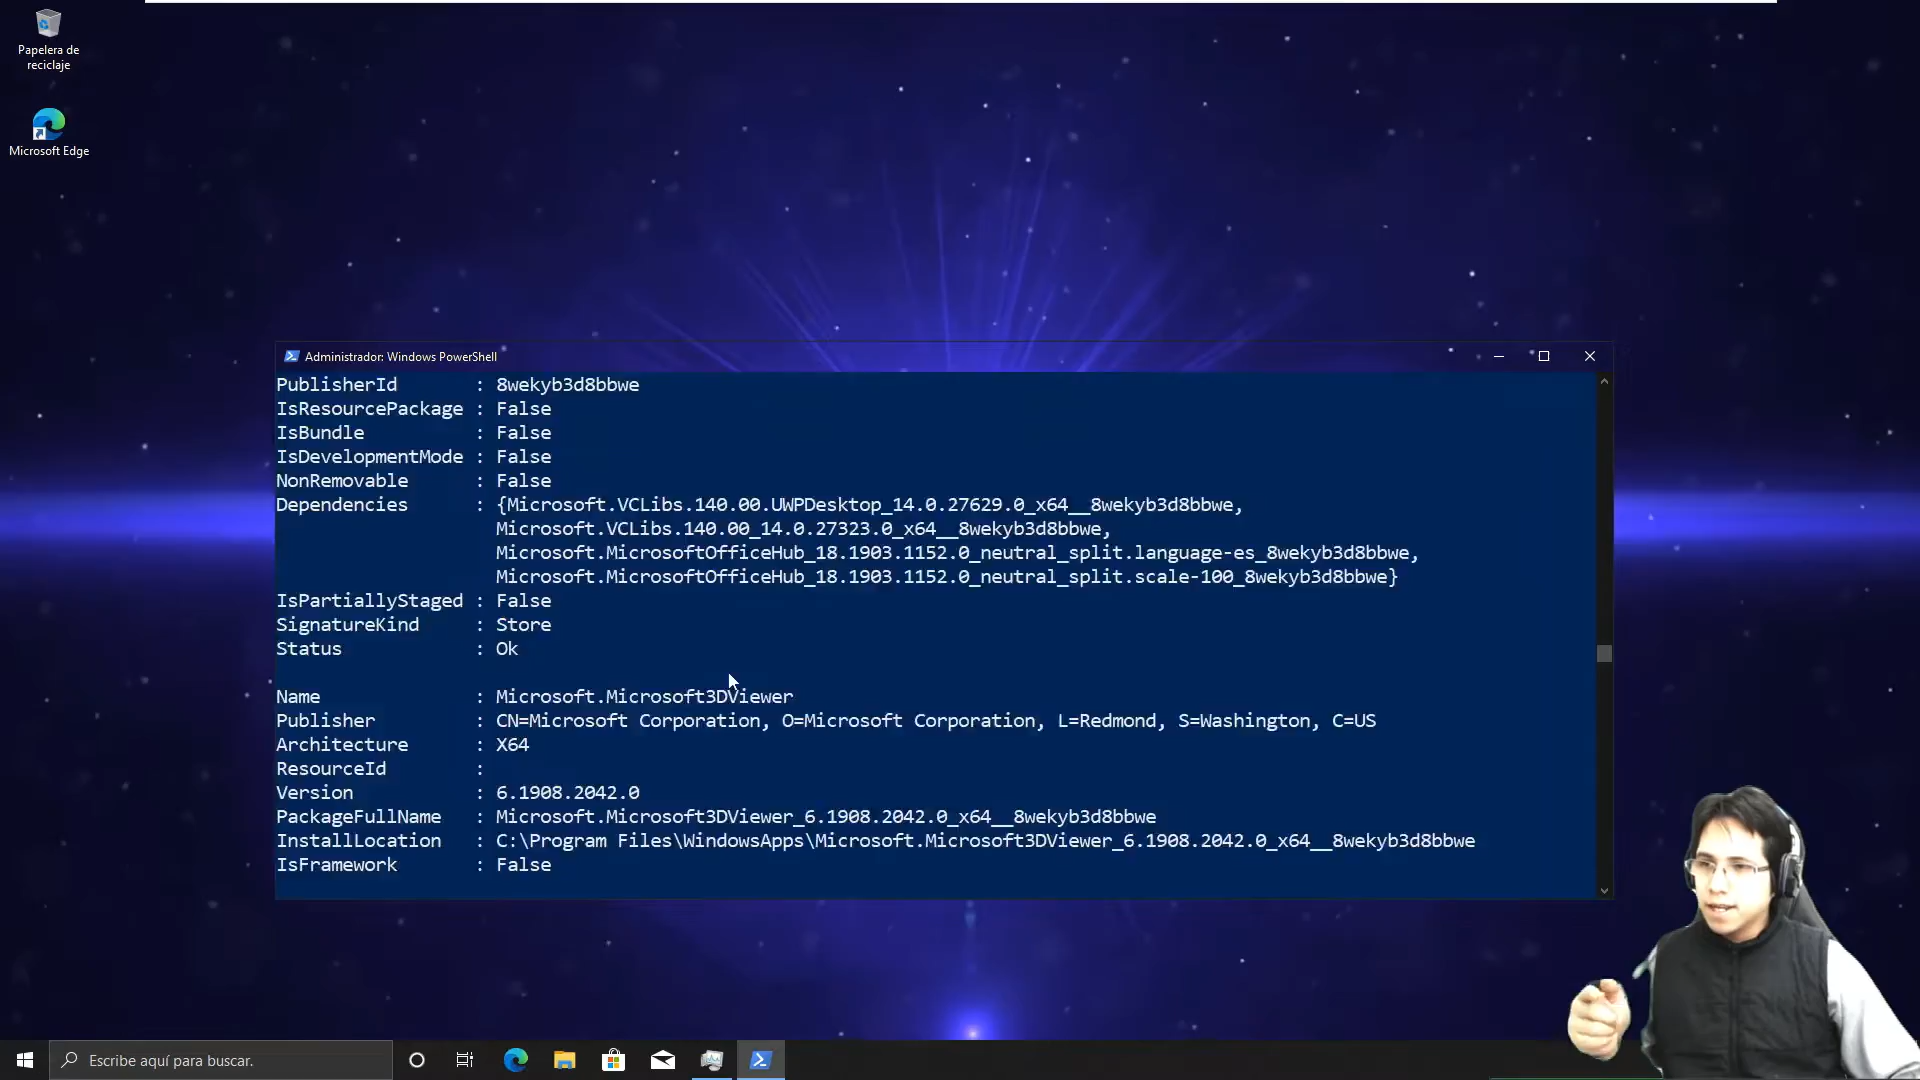 Papelera de
reciclaje
Microsoft Edge
Administrador: Windows PowerShell
PublisherId : 8wekyb3d8bbwe
IsResourcePackage : False
IsBundle : False
IsDevelopmentMode : False
NonRemovable : False
Dependencies : {Microsoft.VCLibs.140.00.UWPDesktop_14.0.27629.0_x64__8wekyb3d8bbwe,
Microsoft.VCLibs.140.00_14.0.27323.0_x64__8wekyb3d8bbwe,
Microsoft.MicrosoftOfficeHub_18.1903.1152.0_neutral_split.language-es_8wekyb3d8bbwe,
Microsoft.MicrosoftOfficeHub_18.1903.1152.0_neutral_split.scale-100_8wekyb3d8bbwe}
IsPartiallyStaged : False
SignatureKind : Store
Status : Ok
Name : Microsoft.Microsoft3DViewer
Publisher : CN=Microsoft Corporation, O=Microsoft Corporation, L=Redmond, S=Washington, C=US
Architecture : X64
ResourceId :
Version : 6.1908.2042.0
PackageFullName : Microsoft.Microsoft3DViewer_6.1908.2042.0_x64__8wekyb3d8bbwe
InstallLocation : C:\Program Files\WindowsApps\Microsoft.Microsoft3DViewer_6.1908.2042.0_x64__8wekyb3d8bbwe
IsFramework : False
Escribe aquí para buscar.